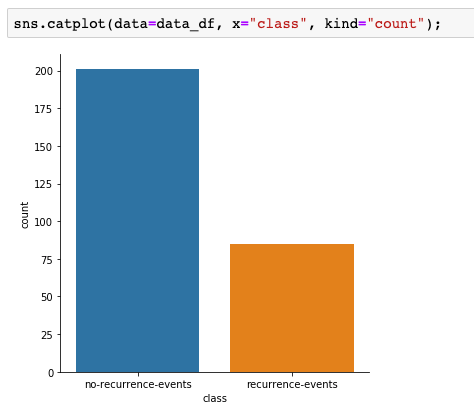 sns.catplot(data=data_df, x="class", kind="count");
200
175
150
125
100
75
50
25
0
count
no-recurrence-events recurrence-events
class